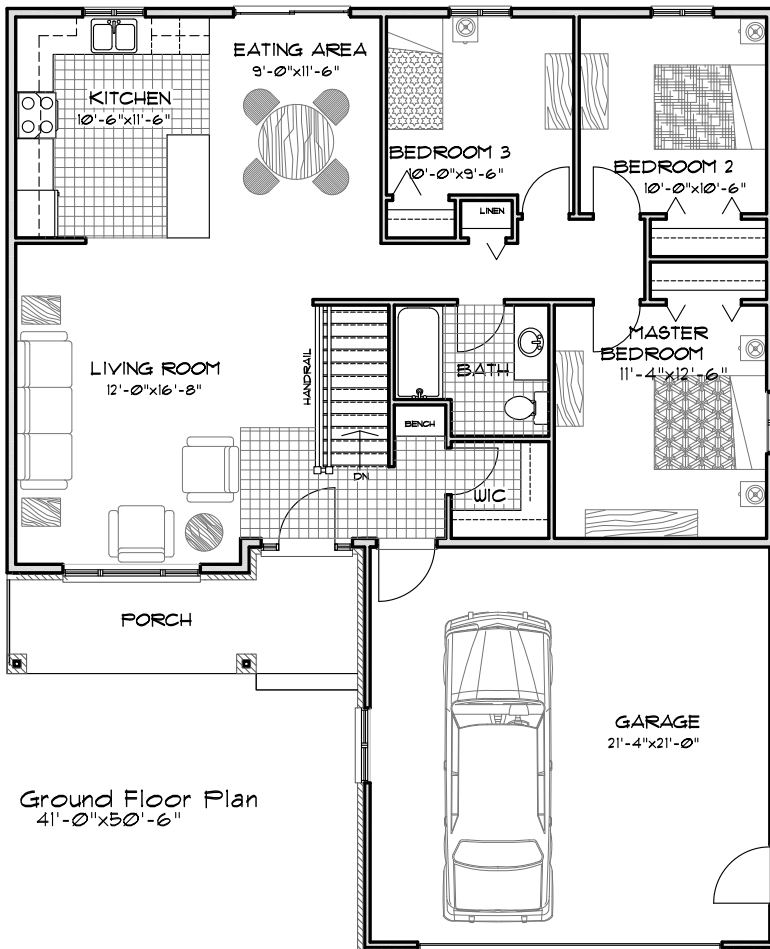 EATING AREA
9'-0"x11'-6"
KITCHEN
10'-6"x11'-6"
BEDROOM 3
10'-0"x9'-6"
BEDROOM 2
10'-0"x10'-6"
LINEN
MASTER
BEDROOM
11'-4"x12'-6"
LIVING ROOM
12'-0"x16'-8"
HANDRAIL
BATH
BENCH
DN
WIC
PORCH
GARAGE
21'-4"x21'-0"
Ground Floor Plan
41'-0"x50'-6"